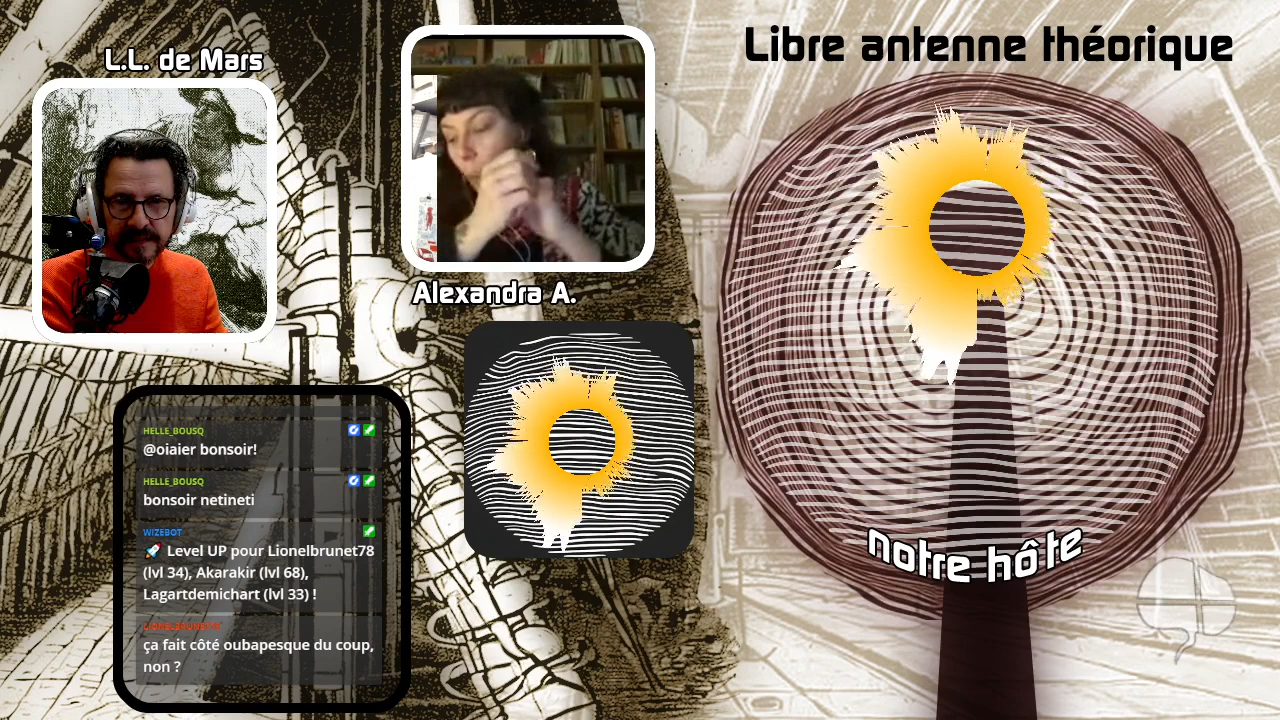 Libre antenne théorique
L.L. de Mars
Alexandra A.
HELLE_BOUSQ
@oiaier bonsoir!
HELLE_BOUSQ
bonsoir netineti
WIZEBOT
🚀 Level UP pour Lionelbrunet78
(lvl 34), Akarakir (lvl 68),
Lagartdemichart (lvl 33) !
LIONELBRUNET78
ça fait côté oubapesque du coup,
non ?
notre hôte